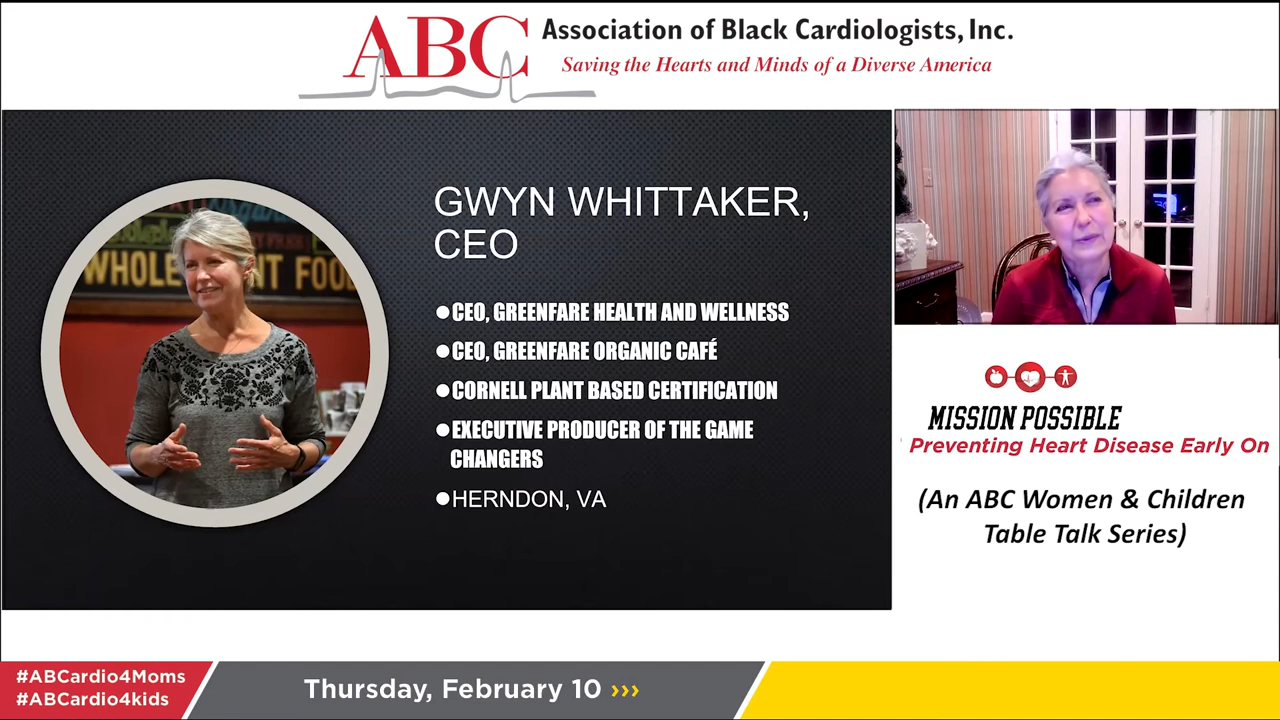 ABC
Association of Black Cardiologists, Inc.
Saving the Hearts and Minds of a Diverse America
GWYN WHITTAKER,
CEO
●CEO, GREENFARE HEALTH AND WELLNESS
●CEO, GREENFARE ORGANIC CAFÉ
●CORNELL PLANT BASED CERTIFICATION
●EXECUTIVE PRODUCER OF THE GAME
CHANGERS
●HERNDON, VA
WHOLE
FOO
MISSION POSSIBLE
Preventing Heart Disease Early On
(An ABC Women & Children
Table Talk Series)
#ABCardio4Moms
#ABCardio4kids
Thursday, February 10 ›››